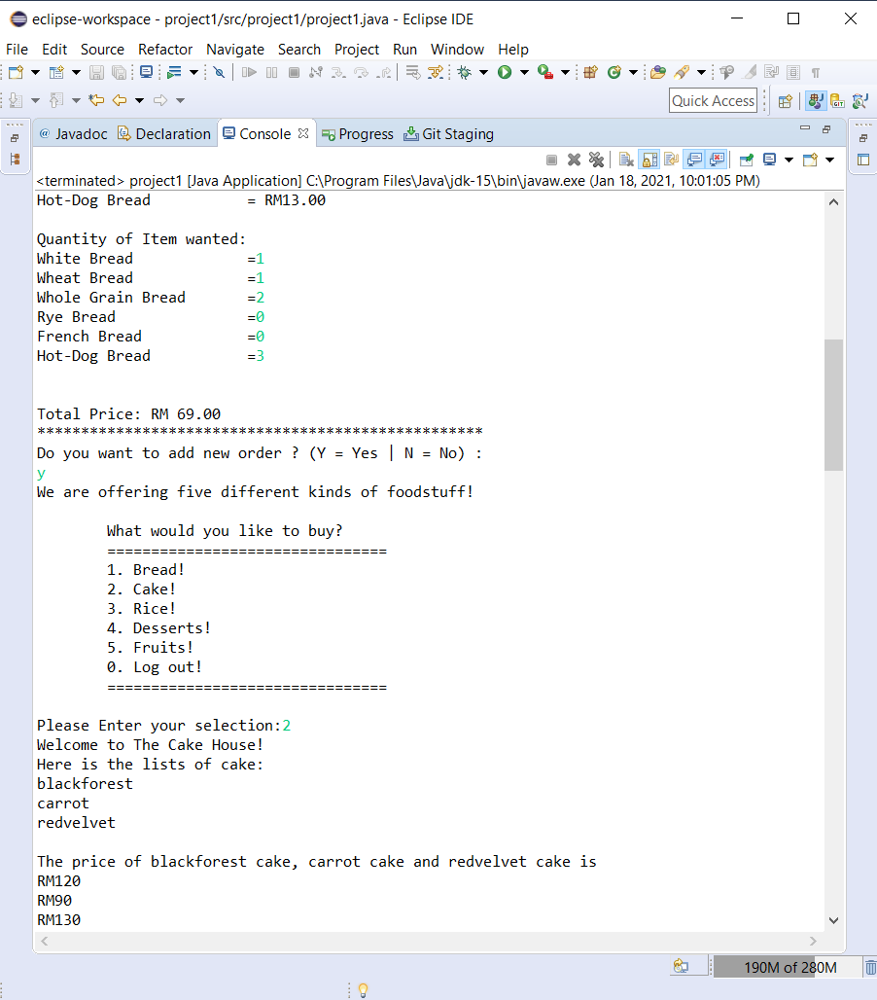 eclipse-workspace - project1/src/project1/project1.java - Eclipse IDE
File Edit Source Refactor Navigate Search Project Run Window Help
Quick Access
@ Javadoc Declaration Console Progress Git Staging
<terminated> project1 [Java Application] C:\Program Files\Java\jdk-15\bin\javaw.exe (Jan 18, 2021, 10:01:05 PM)
Hot-Dog Bread = RM13.00
Quantity of Item wanted:
White Bread =1
Wheat Bread =1
Whole Grain Bread =2
Rye Bread =0
French Bread =0
Hot-Dog Bread =3
Total Price: RM 69.00
***************************************************
Do you want to add new order ? (Y = Yes | N = No) :
y
We are offering five different kinds of foodstuff!
What would you like to buy?
================================
1. Bread!
2. Cake!
3. Rice!
4. Desserts!
5. Fruits!
0. Log out!
================================
Please Enter your selection:2
Welcome to The Cake House!
Here is the lists of cake:
blackforest
carrot
redvelvet
The price of blackforest cake, carrot cake and redvelvet cake is
RM120
RM90
RM130
190M of 280M